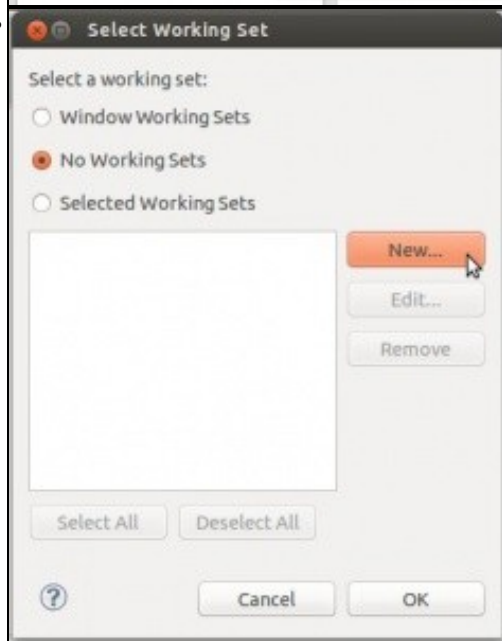 Select Working Set
Select a working set:
Window Working Sets
No Working Sets
Selected Working Sets
New...
Edit...
Remove
Select All Deselect All
? Cancel OK